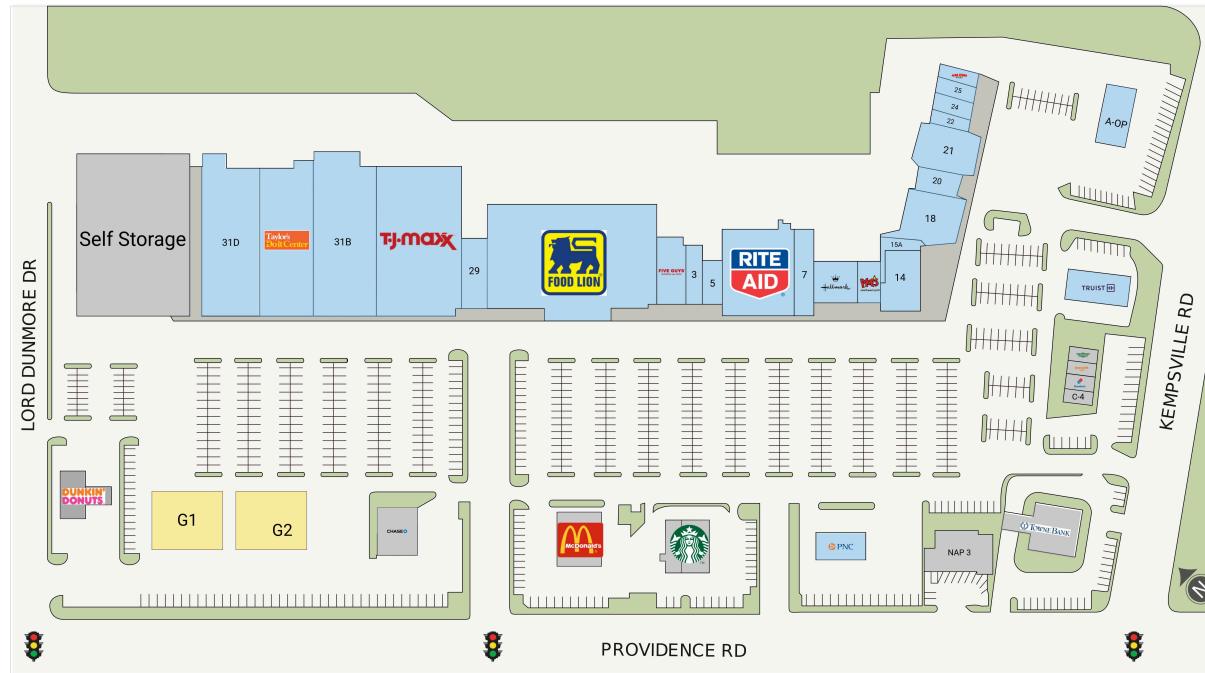 25
24
22
A-OP
21
20
18
15A
14
Self Storage
31D
Taylor's
Do it Center
31B
T·J·maxx
29
FOOD LION
FIVE GUYS
3
5
RITE
AID
7
Hallmark
TRUIST
C-4
LORD DUNMORE DR
KEMPSVILLE RD
DUNKIN'
DONUTS
G1
G2
CHASE
McDonald's
PNC
NAP 3
TOWNE BANK
N
PROVIDENCE RD